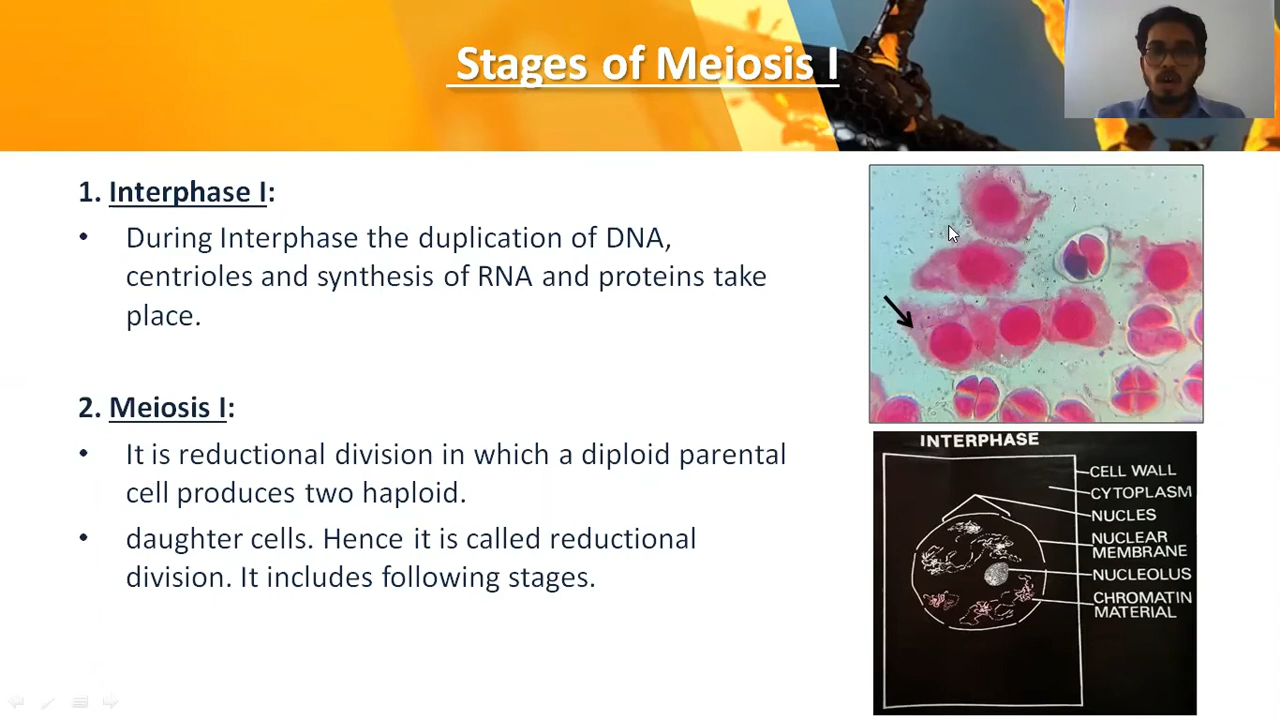 Stages of Meiosis I
1. Interphase I:
• During Interphase the duplication of DNA,
centrioles and synthesis of RNA and proteins take
place.
2. Meiosis I:
• It is reductional division in which a diploid parental
cell produces two haploid.
• daughter cells. Hence it is called reductional
division. It includes following stages.
INTERPHASE
CELL WALL
CYTOPLASM
NUCLES
NUCLEAR
MEMBRANE
NUCLEOLUS
CHROMATIN
MATERIAL